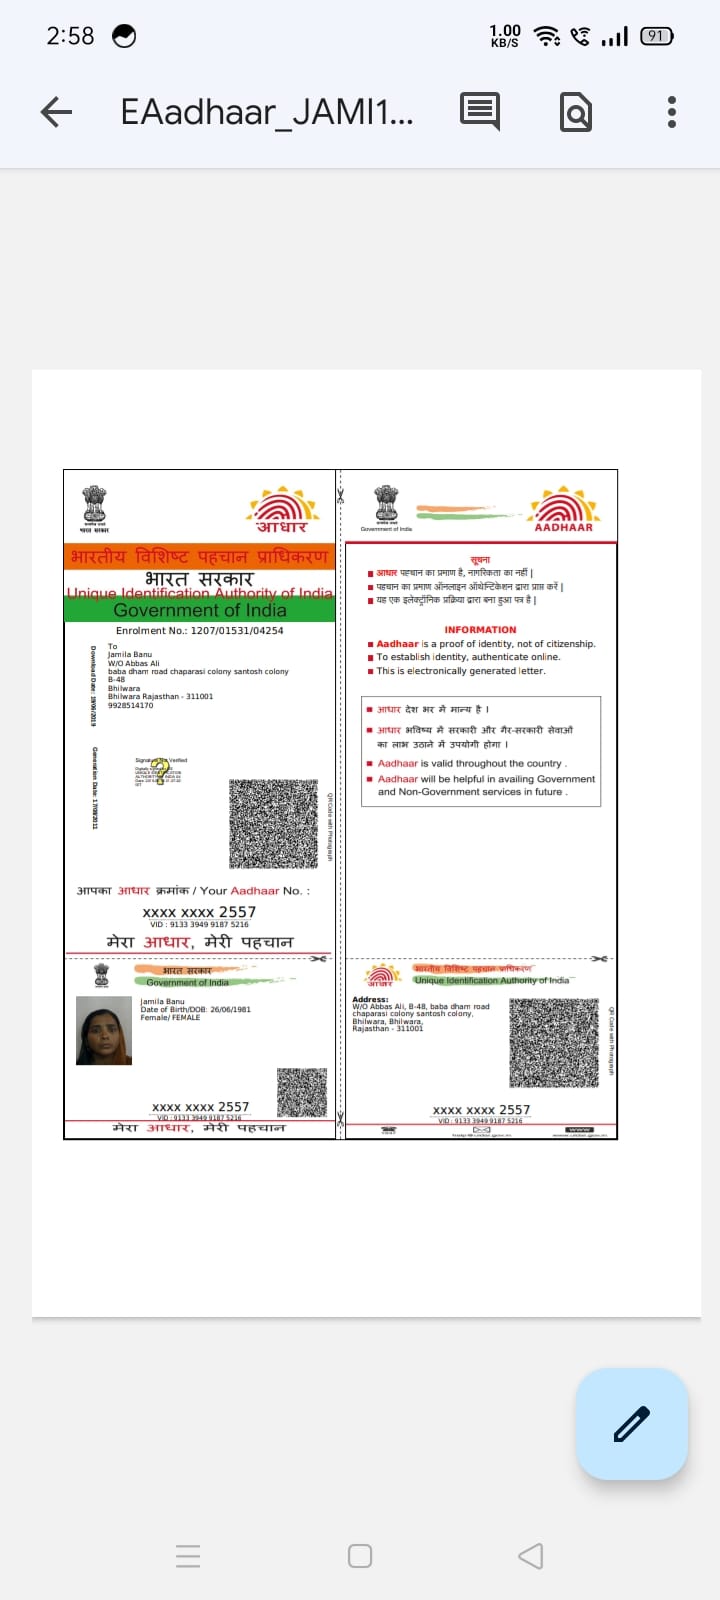 2:58
1.00
KB/S
91
EAadhaar_JAMI1...
भारत सरकार
आधार
भारतीय विशिष्ट पहचान प्राधिकरण
भारत सरकार
Unique Identification Authority of India
Government of India
Enrolment No.: 1207/01531/04254
To
Jamila Banu
W/O Abbas Ali
baba dham road chaparasi colony santosh colony
B-48
Bhilwara
Bhilwara Rajasthan - 311001
9928514170
Download Date: 19/06/2019
Generation Date: 17/08/2011
Signature Not Verified
QR Code with Photograph
आपका आधार क्रमांक / Your Aadhaar No. :
xxxx xxxx 2557
VID : 9133 3949 9187 5216
मेरा आधार, मेरी पहचान
Government of India
AADHAAR
सूचना
आधार पहचान का प्रमाण है, नागरिकता का नहीं |
पहचान का प्रमाण ऑनलाइन ऑथेन्टिकेशन द्वारा प्राप्त करें |
यह एक इलेक्ट्रॉनिक प्रक्रिया द्वारा बना हुआ पत्र है |
INFORMATION
Aadhaar is a proof of identity, not of citizenship.
To establish identity, authenticate online.
This is electronically generated letter.
आधार देश भर में मान्य है ।
आधार भविष्य में सरकारी और गैर-सरकारी सेवाओं
का लाभ उठाने में उपयोगी होगा ।
Aadhaar is valid throughout the country .
Aadhaar will be helpful in availing Government
and Non-Government services in future .
भारत सरकार
Government of India
Jamila Banu
Date of Birth/DOB: 26/06/1981
Female/ FEMALE
xxxx xxxx 2557
VID : 9133 3949 9187 5216
मेरा आधार, मेरी पहचान
आधार
भारतीय विशिष्ट पहचान प्राधिकरण
Unique Identification Authority of India
Address:
W/O Abbas Ali, B-48, baba dham road
chaparasi colony santosh colony,
Bhilwara, Bhilwara,
Rajasthan - 311001
QR Code with Photograph
xxxx xxxx 2557
VID : 9133 3949 9187 5216
www